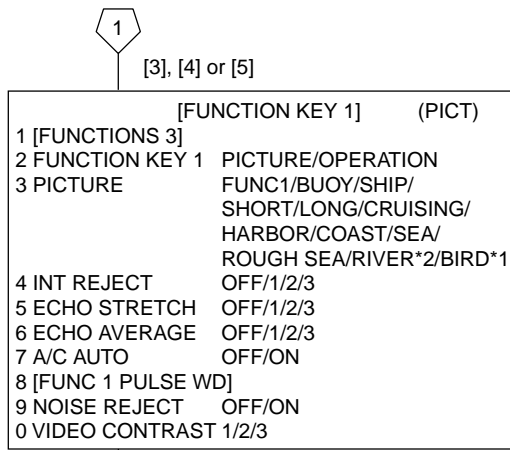 1
[3], [4] or [5]
[FUNCTION KEY 1] (PICT)
1 [FUNCTIONS 3]
2 FUNCTION KEY 1 PICTURE/OPERATION
3 PICTURE FUNC1/BUOY/SHIP/
SHORT/LONG/CRUISING/
HARBOR/COAST/SEA/
ROUGH SEA/RIVER*2/BIRD*1
4 INT REJECT OFF/1/2/3
5 ECHO STRETCH OFF/1/2/3
6 ECHO AVERAGE OFF/1/2/3
7 A/C AUTO OFF/ON
8 [FUNC 1 PULSE WD]
9 NOISE REJECT OFF/ON
0 VIDEO CONTRAST 1/2/3